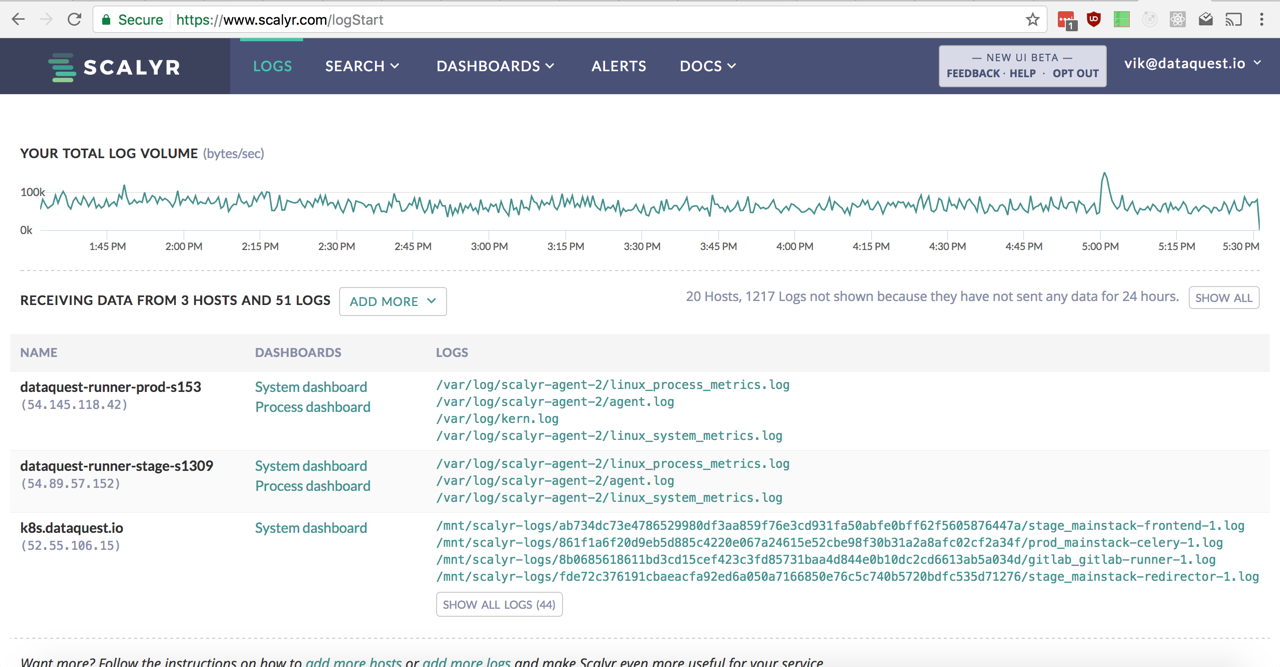 Secure https://www.scalyr.com/logStart
1
SCALYR LOGS SEARCH DASHBOARDS ALERTS DOCS
— NEW UI BETA —
FEEDBACK · HELP · OPT OUT
vik@dataquest.io
YOUR TOTAL LOG VOLUME (bytes/sec)
100k
0k
1:45 PM 2:00 PM 2:15 PM 2:30 PM 2:45 PM 3:00 PM 3:15 PM 3:30 PM 3:45 PM 4:00 PM 4:15 PM 4:30 PM 4:45 PM 5:00 PM 5:15 PM 5:30 PM
RECEIVING DATA FROM 3 HOSTS AND 51 LOGS ADD MORE 20 Hosts, 1217 Logs not shown because they have not sent any data for 24 hours. SHOW ALL
NAME DASHBOARDS LOGS
dataquest-runner-prod-s153 System dashboard /var/log/scalyr-agent-2/linux_process_metrics.log
(54.145.118.42) Process dashboard /var/log/scalyr-agent-2/agent.log
/var/log/kern.log
/var/log/scalyr-agent-2/linux_system_metrics.log
dataquest-runner-stage-s1309 System dashboard /var/log/scalyr-agent-2/linux_process_metrics.log
(54.89.57.152) Process dashboard /var/log/scalyr-agent-2/agent.log
/var/log/scalyr-agent-2/linux_system_metrics.log
k8s.dataquest.io System dashboard /mnt/scalyr-logs/ab734dc73e4786529980df3aa859f76e3cd931fa50abfe0bff62f5605876447a/stage_mainstack-frontend-1.log
(52.55.106.15) /mnt/scalyr-logs/861f1a6f20d9eb5d885c4220e067a24615e52cbe98f30b31a2a8afc02cf2a34f/prod_mainstack-celery-1.log
/mnt/scalyr-logs/8b0685618611bd3cd15cef423c3fd85731baa4d844e0b10dc2cd6613ab5a034d/gitlab_gitlab-runner-1.log
/mnt/scalyr-logs/fde72c376191cbaeacfa92ed6a050a7166850e76c5c740b5720bdfc535d71276/stage_mainstack-redirector-1.log
SHOW ALL LOGS (44)
Want more? Follow the instructions on how to add more hosts or add more logs and make Scalyr even more useful for your service